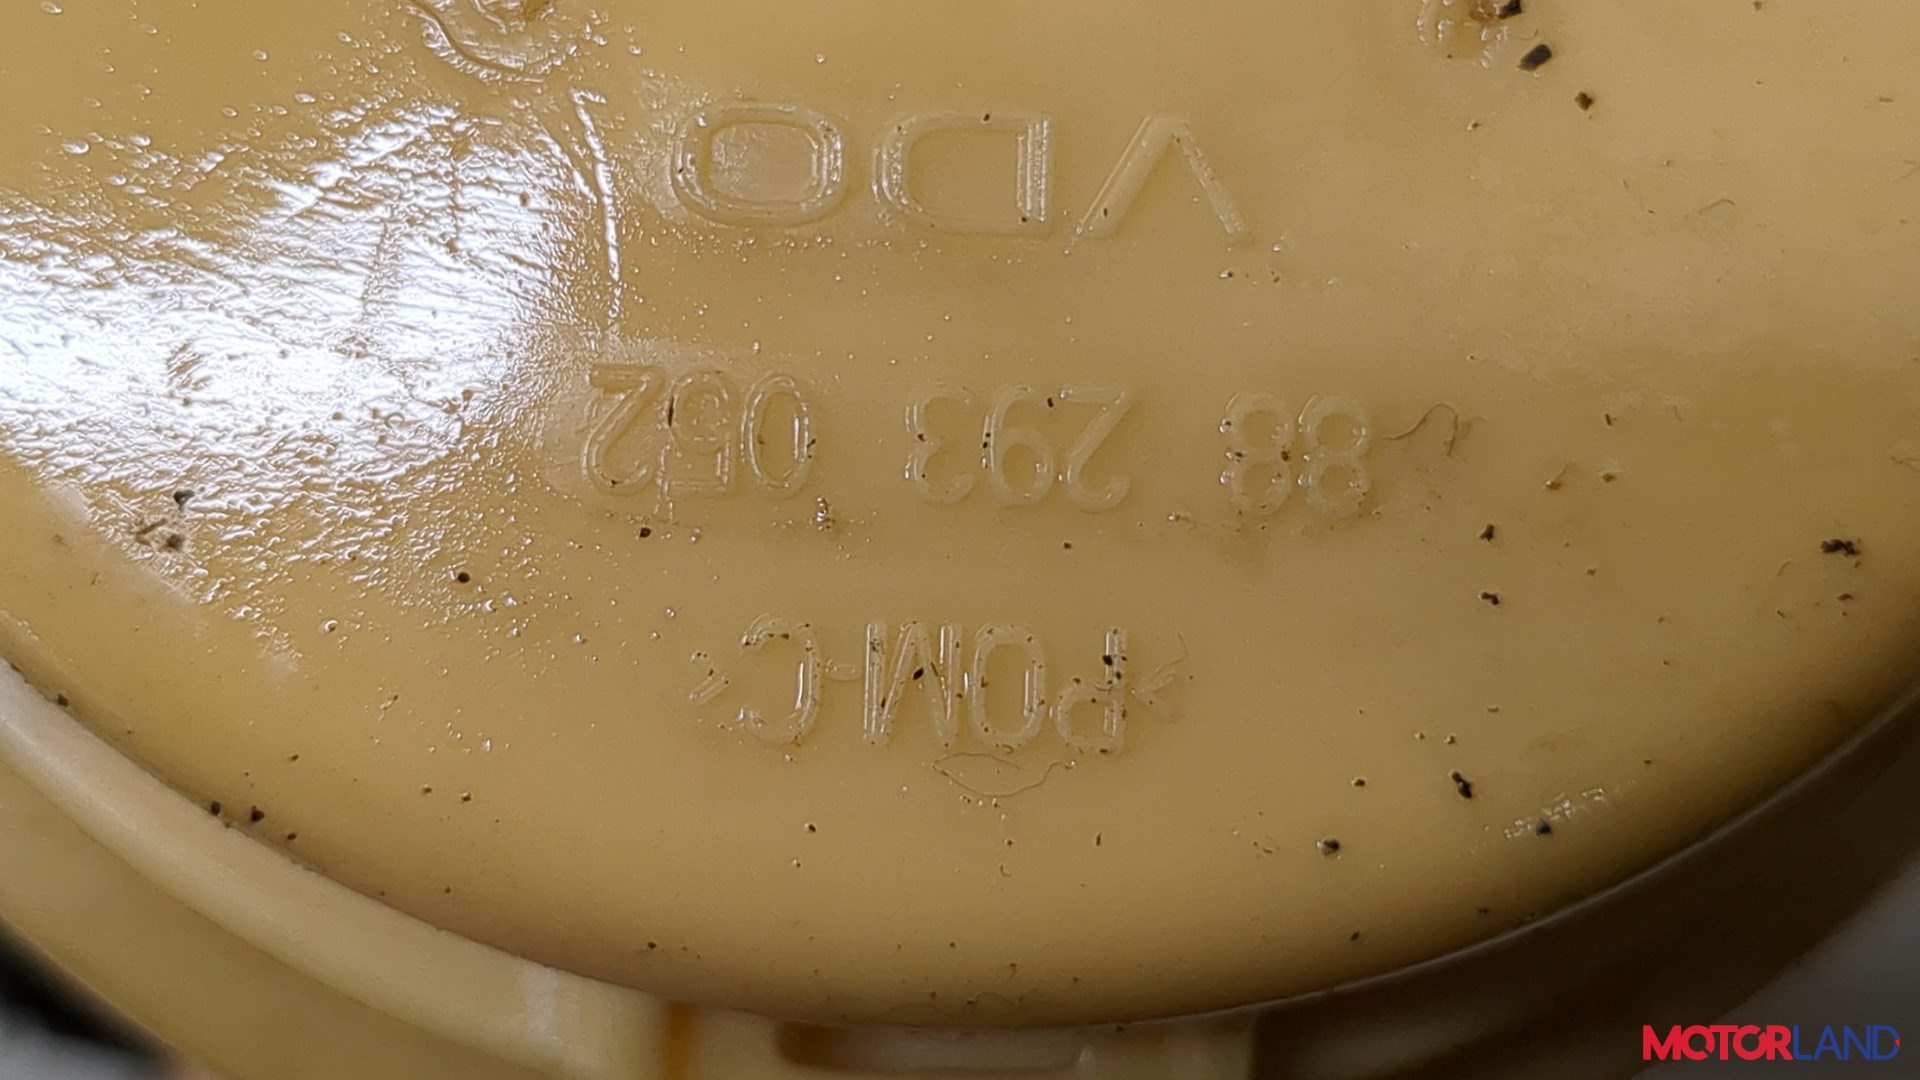 >POM-C<
88 293 052
VDO
MOTORLAND